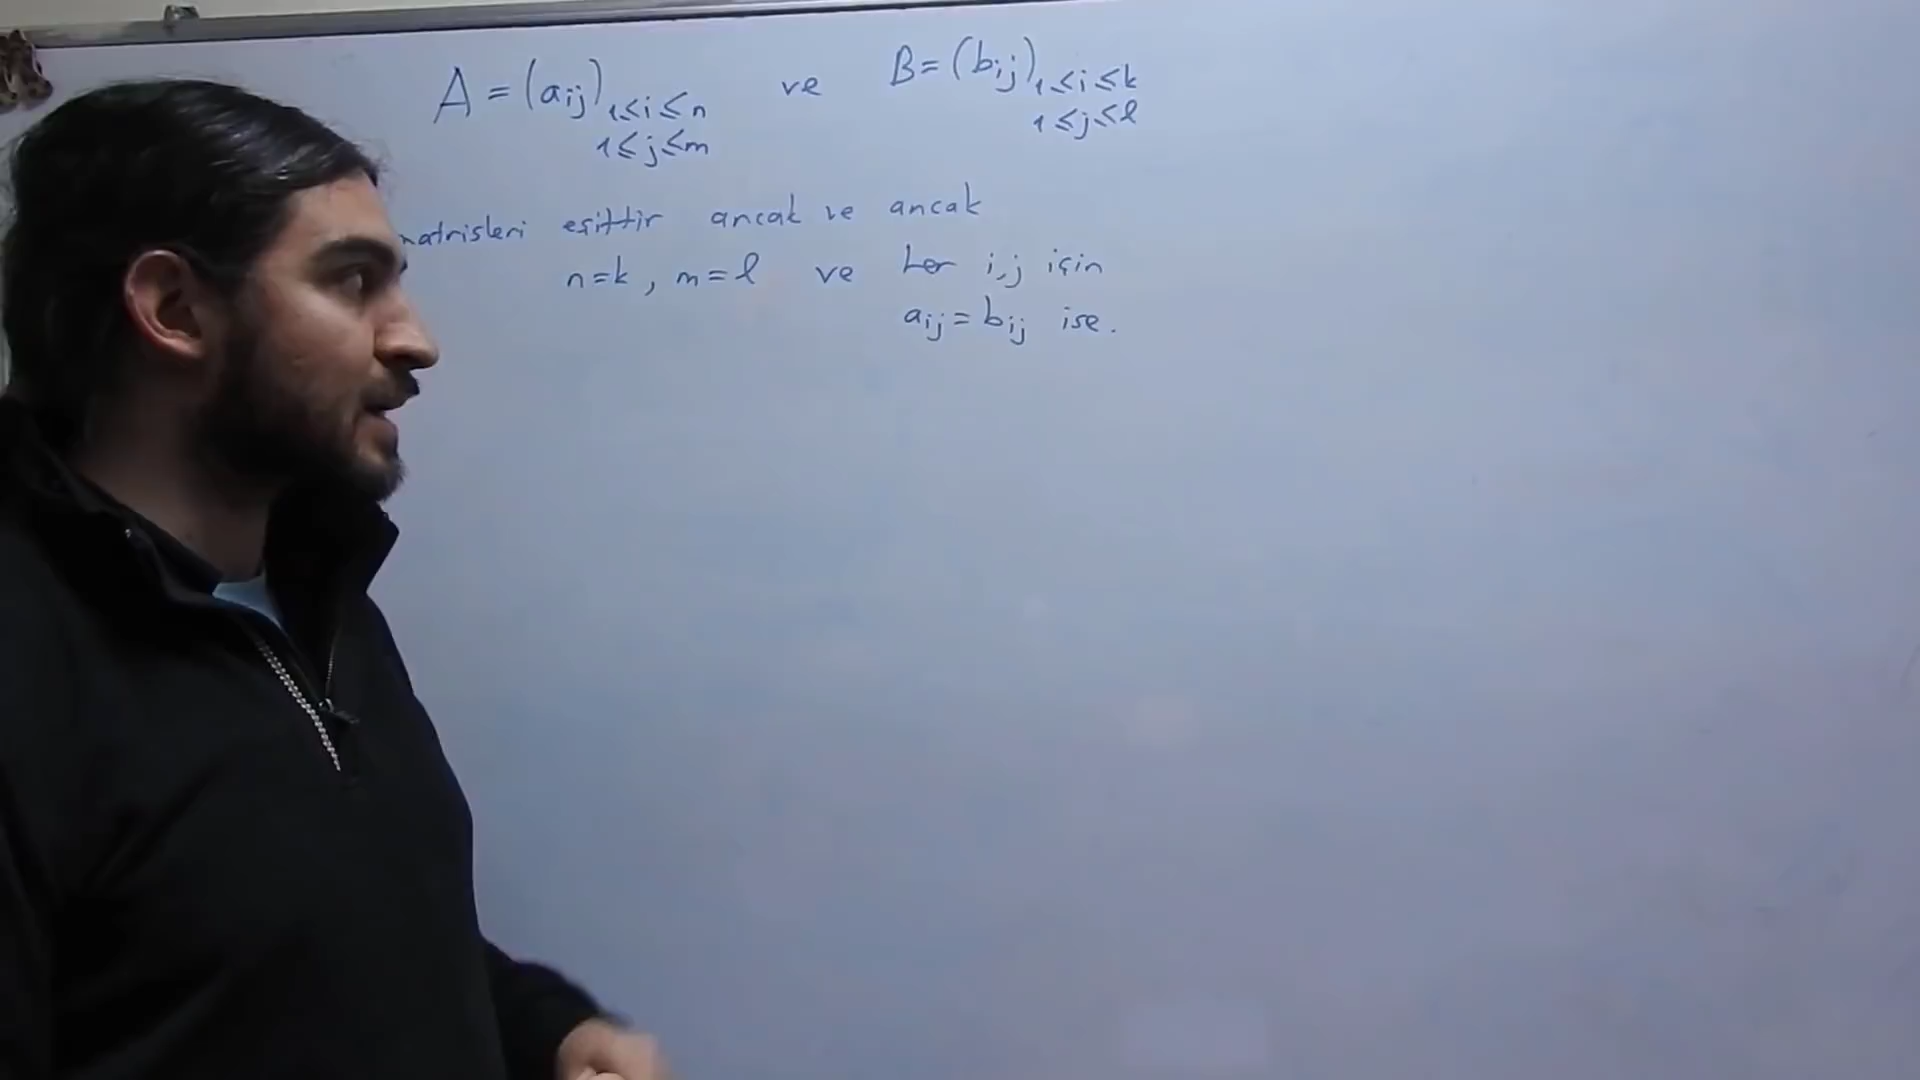 A = (aij) 1≤i≤n ve B = (bij) 1≤i≤k
1≤j≤m 1≤j≤l
matrisleri eşittir ancak ve ancak
n=k, m=l ve her i,j için
aij = bij ise.